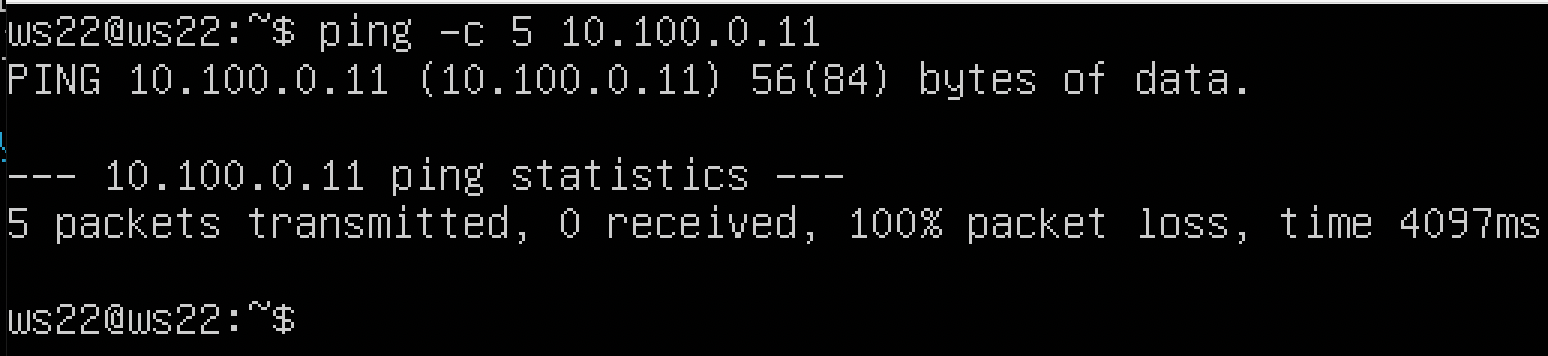 ws22@ws22:~$ ping -c 5 10.100.0.11
PING 10.100.0.11 (10.100.0.11) 56(84) bytes of data.
--- 10.100.0.11 ping statistics ---
5 packets transmitted, 0 received, 100% packet loss, time 4097ms
ws22@ws22:~$